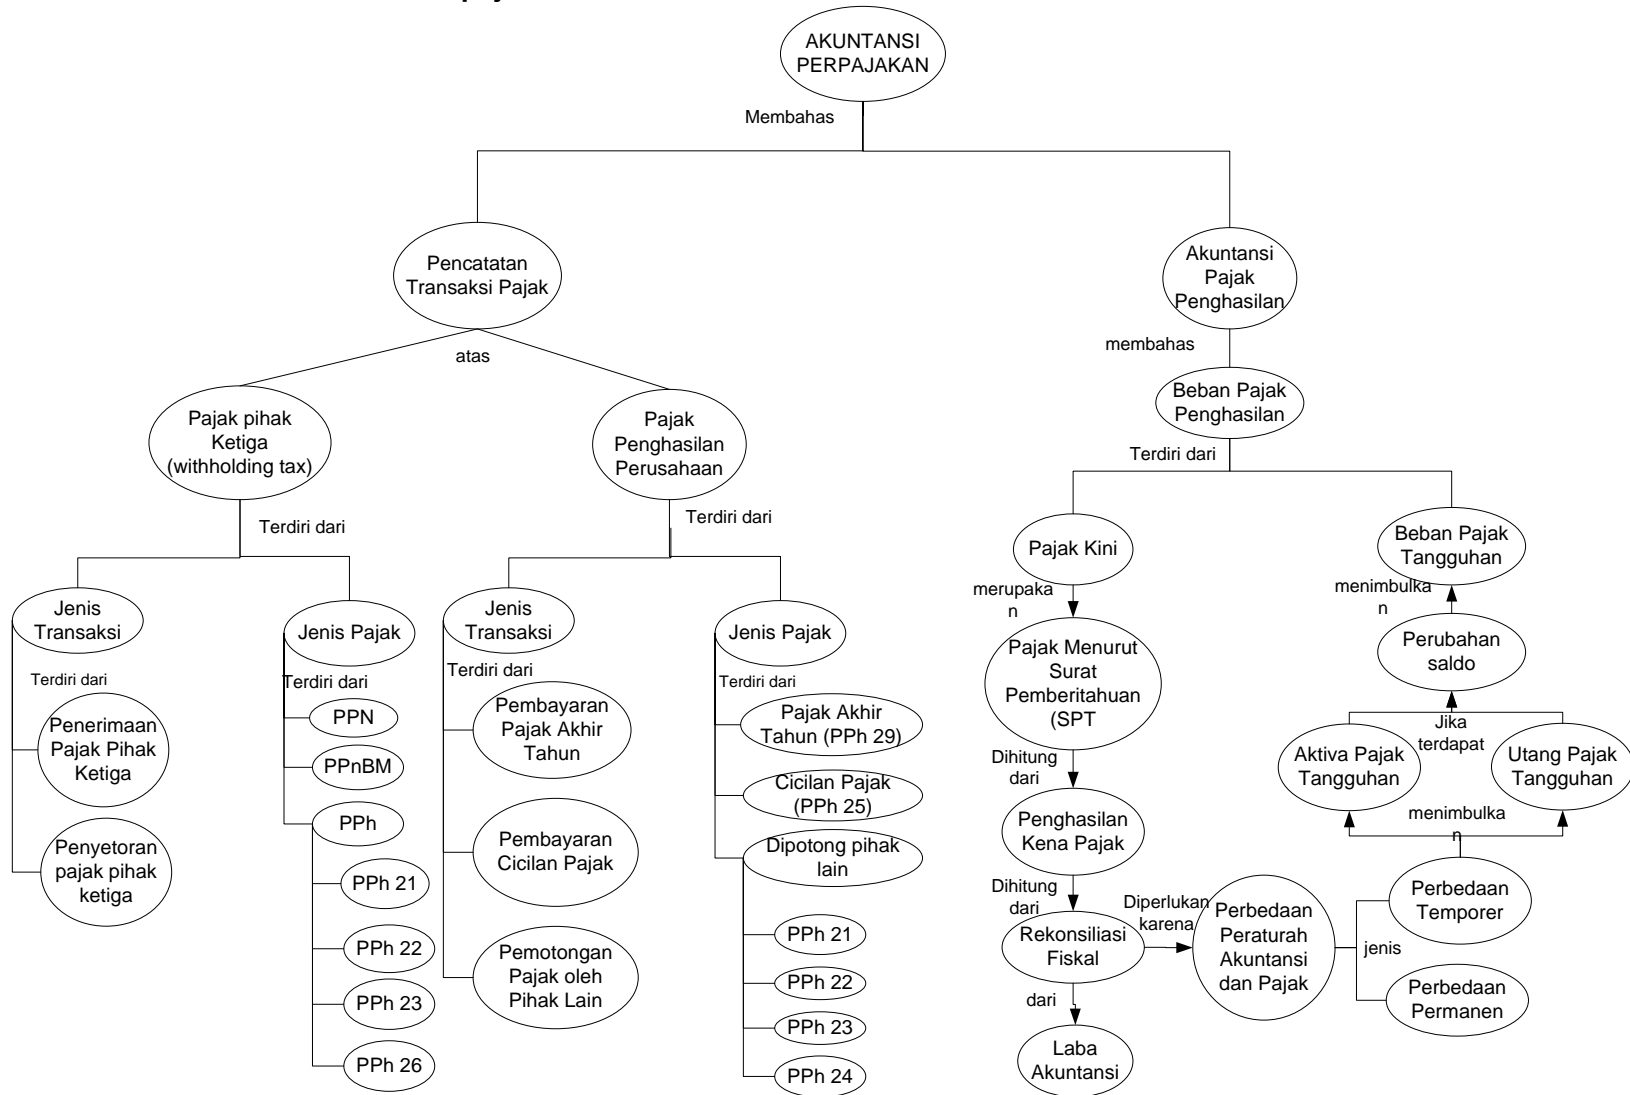 AKUNTANSI
PERPAJAKAN
Membahas
Pencatatan
Transaksi Pajak
atas
Pajak pihak
Ketiga
(withholding tax)
Terdiri dari
Jenis
Transaksi
Terdiri dari
Penerimaan
Pajak Pihak
Ketiga
Penyetoran
pajak pihak
ketiga
Jenis Pajak
Terdiri dari
PPN
PPnBM
PPh
PPh 21
PPh 22
PPh 23
PPh 26
Pajak
Penghasilan
Perusahaan
Terdiri dari
Jenis
Transaksi
Terdiri dari
Pembayaran
Pajak Akhir
Tahun
Pembayaran
Cicilan Pajak
Pemotongan
Pajak oleh
Pihak Lain
Jenis Pajak
Terdiri dari
Pajak Akhir
Tahun (PPh 29)
Cicilan Pajak
(PPh 25)
Dipotong pihak
lain
PPh 21
PPh 22
PPh 23
PPh 24
Akuntansi
Pajak
Penghasilan
membahas
Beban Pajak
Penghasilan
Terdiri dari
Pajak Kini
merupaka
n
Pajak Menurut
Surat
Pemberitahuan
(SPT
Dihitung
dari
Penghasilan
Kena Pajak
Dihitung
dari
Rekonsiliasi
Fiskal
dari
Laba
Akuntansi
Diperlukan
karena
Perbedaan
Peraturah
Akuntansi
dan Pajak
jenis
Perbedaan
Temporer
Perbedaan
Permanen
menimbulka
n
Aktiva Pajak
Tangguhan
Utang Pajak
Tangguhan
Jika
terdapat
Perubahan
saldo
menimbulka
n
Beban Pajak
Tangguhan